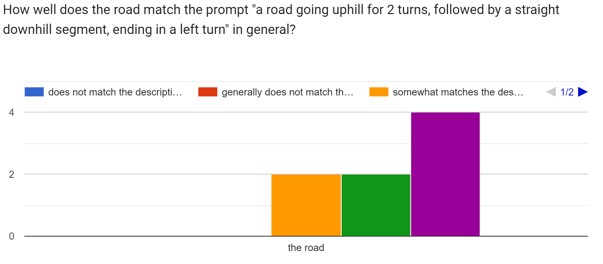 How well does the road match the prompt "a road going uphill for 2 turns, followed by a straight
downhill segment, ending in a left turn" in general?
does not match the descripti... generally does not match th... somewhat matches the des... 1/2
4
2
0
the road